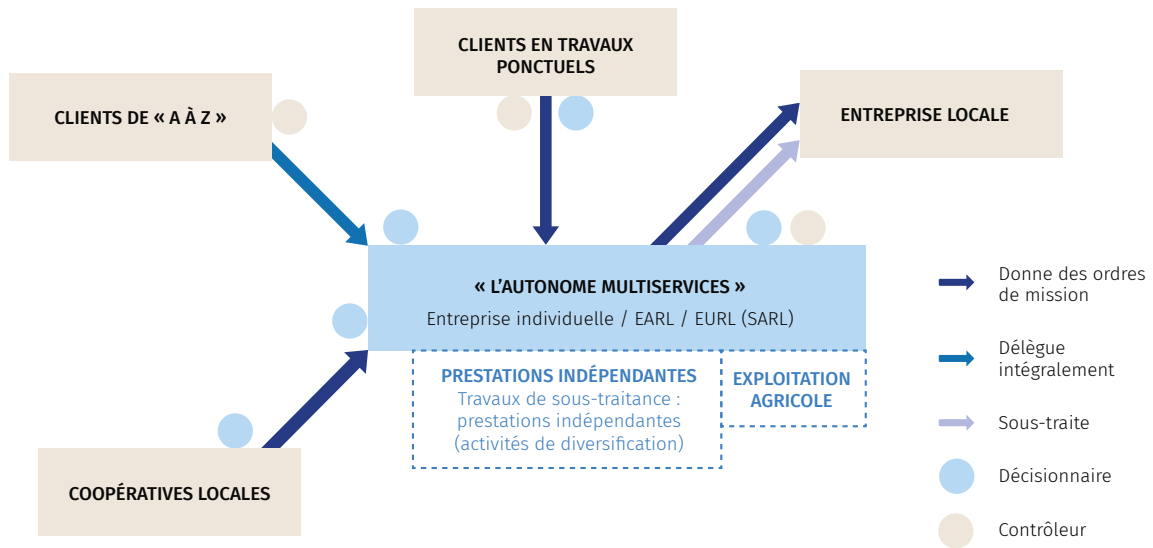 CLIENTS EN TRAVAUX
PONCTUELS
CLIENTS DE « A À Z »
ENTREPRISE LOCALE
« L’AUTONOME MULTISERVICES »
Entreprise individuelle / EARL / EURL (SARL)
PRESTATIONS INDÉPENDANTES
Travaux de sous-traitance :
prestations indépendantes
(activités de diversification)
EXPLOITATION
AGRICOLE
COOPÉRATIVES LOCALES
Donne des ordres
de mission
Délègue
intégralement
Sous-traite
Décisionnaire
Contrôleur